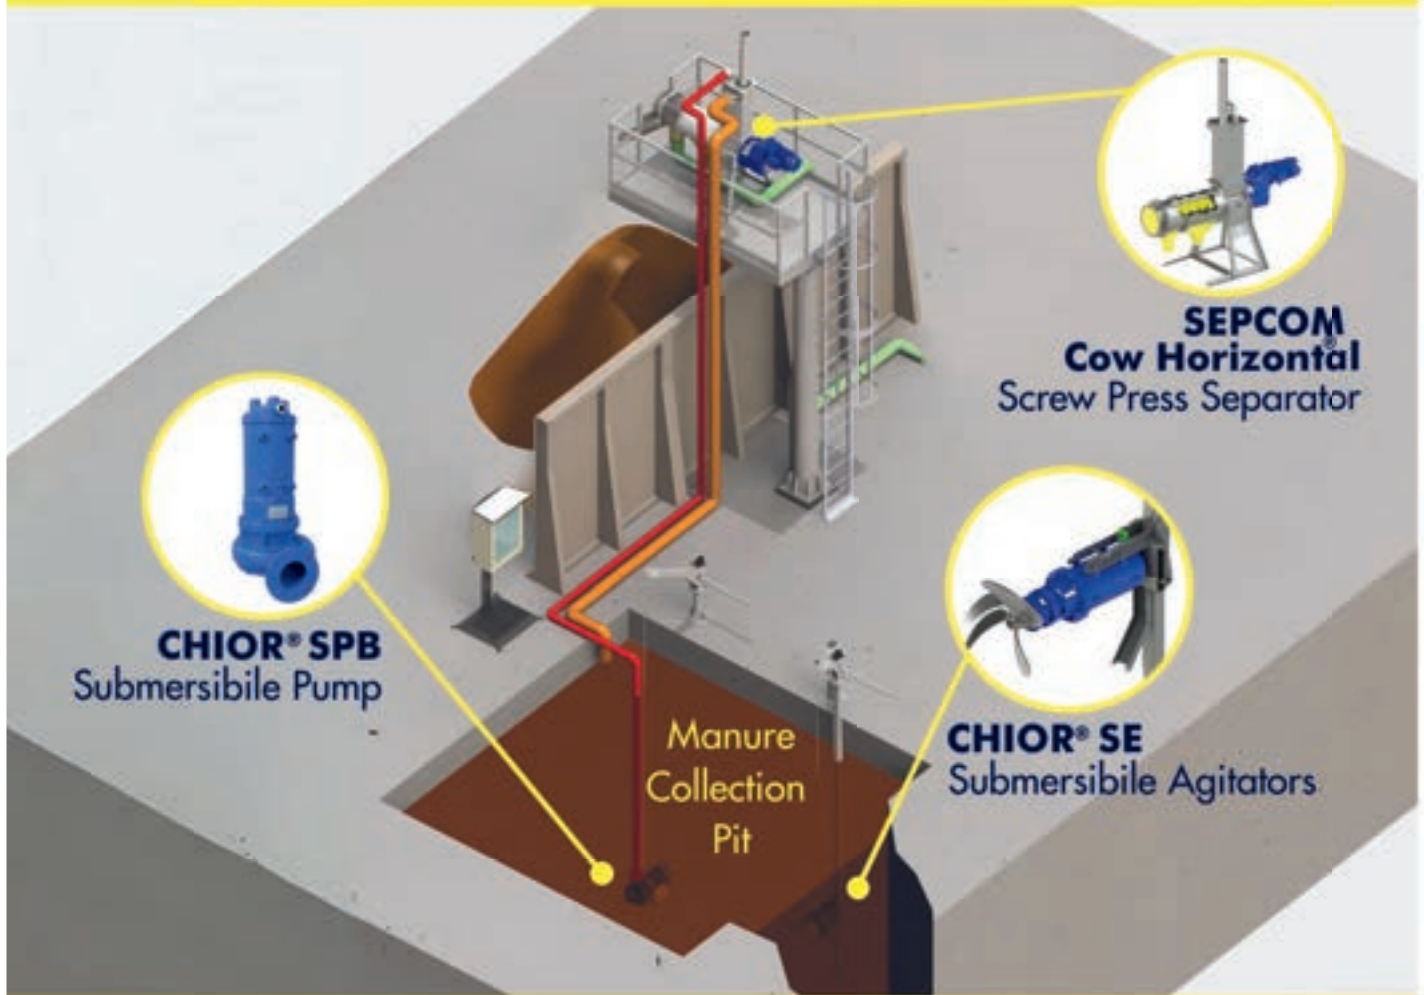 SEPCOM®
Cow Horizontal
Screw Press Separator
CHIOR® SPB
Submersibile Pump
Manure
Collection
Pit
CHIOR® SE
Submersibile Agitators